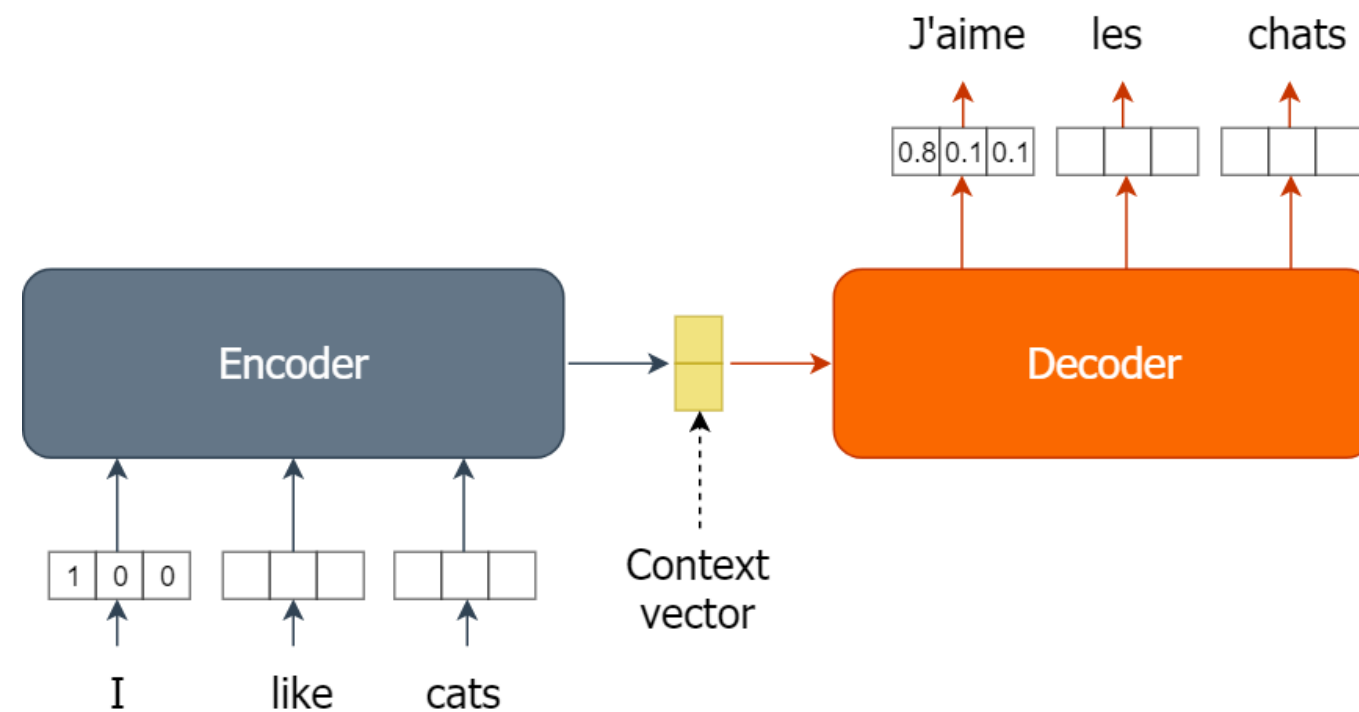 J'aime les chats
0.8 0.1 0.1
Encoder
Decoder
1 0 0
Context
vector
I like cats